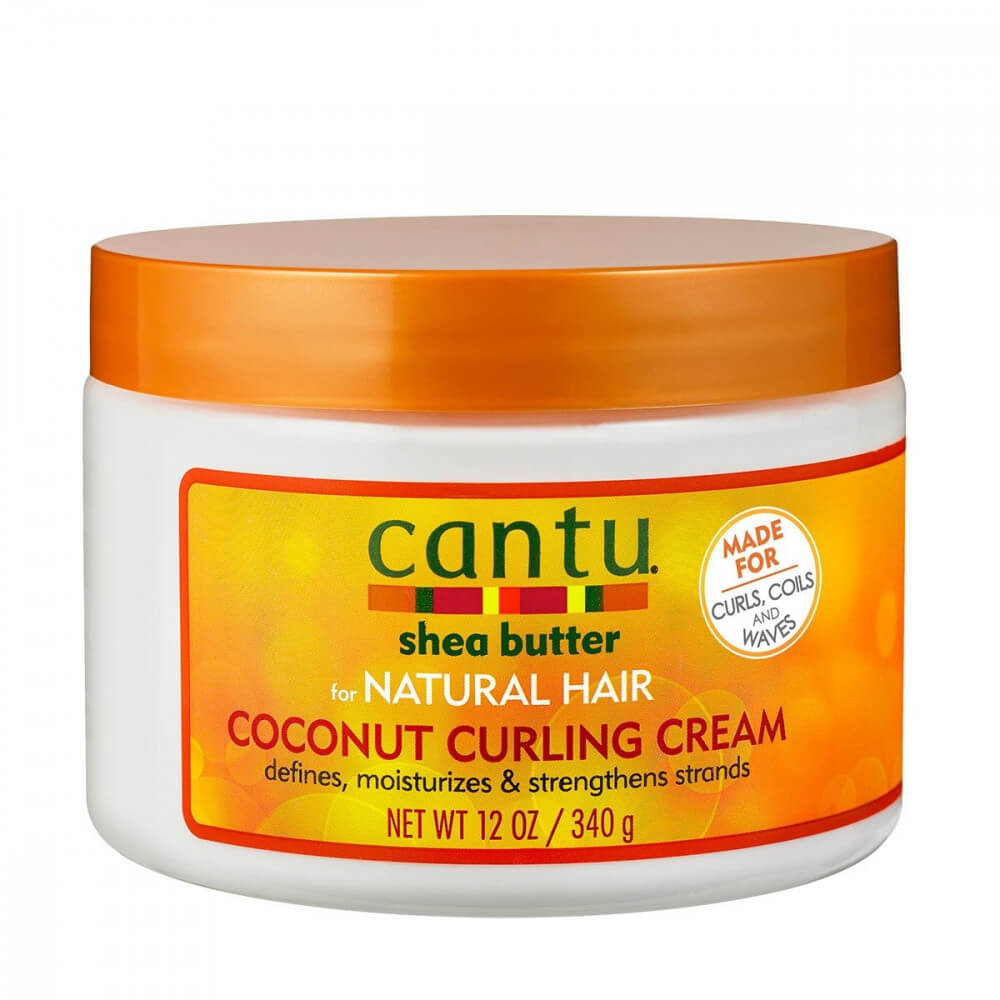 cantu.
shea butter
for NATURAL HAIR
COCONUT CURLING CREAM
defines, moisturizes & strengthens strands
NET WT 12 OZ / 340 g
MADE
FOR
CURLS, COILS
AND
WAVES